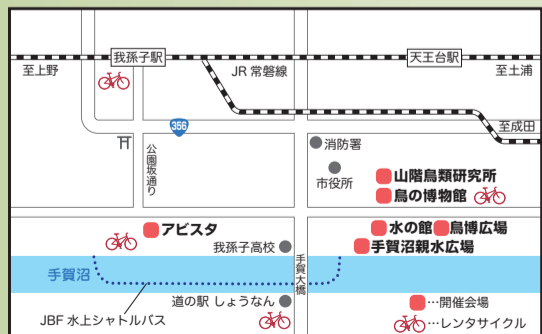 我孫子駅
天王台駅
至上野
JR 常磐線
至土浦
至成田
356
公園坂通り
消防署
市役所
山階鳥類研究所
鳥の博物館
アビスタ
水の館
鳥博広場
我孫子高校
手賀沼親水広場
手賀沼
手賀大橋
道の駅 しょうなん
JBF 水上シャトルバス
…開催会場
…レンタサイクル